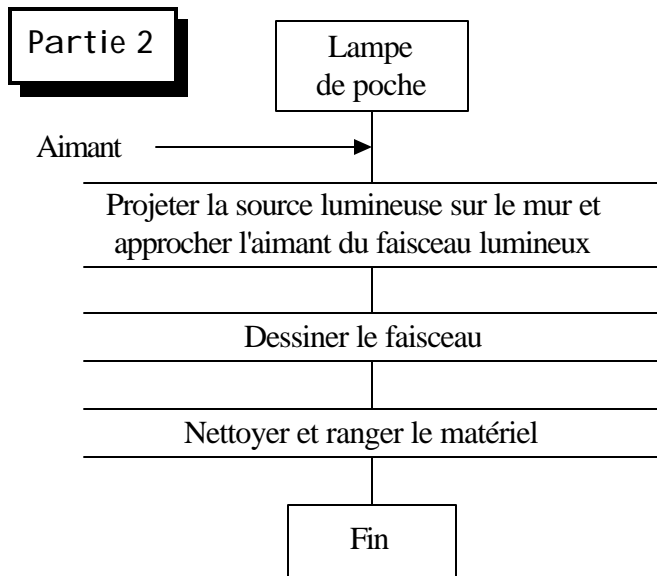 Partie 2
Lampe
de poche
Aimant
Projeter la source lumineuse sur le mur et
approcher l'aimant du faisceau lumineux
Dessiner le faisceau
Nettoyer et ranger le matériel
Fin